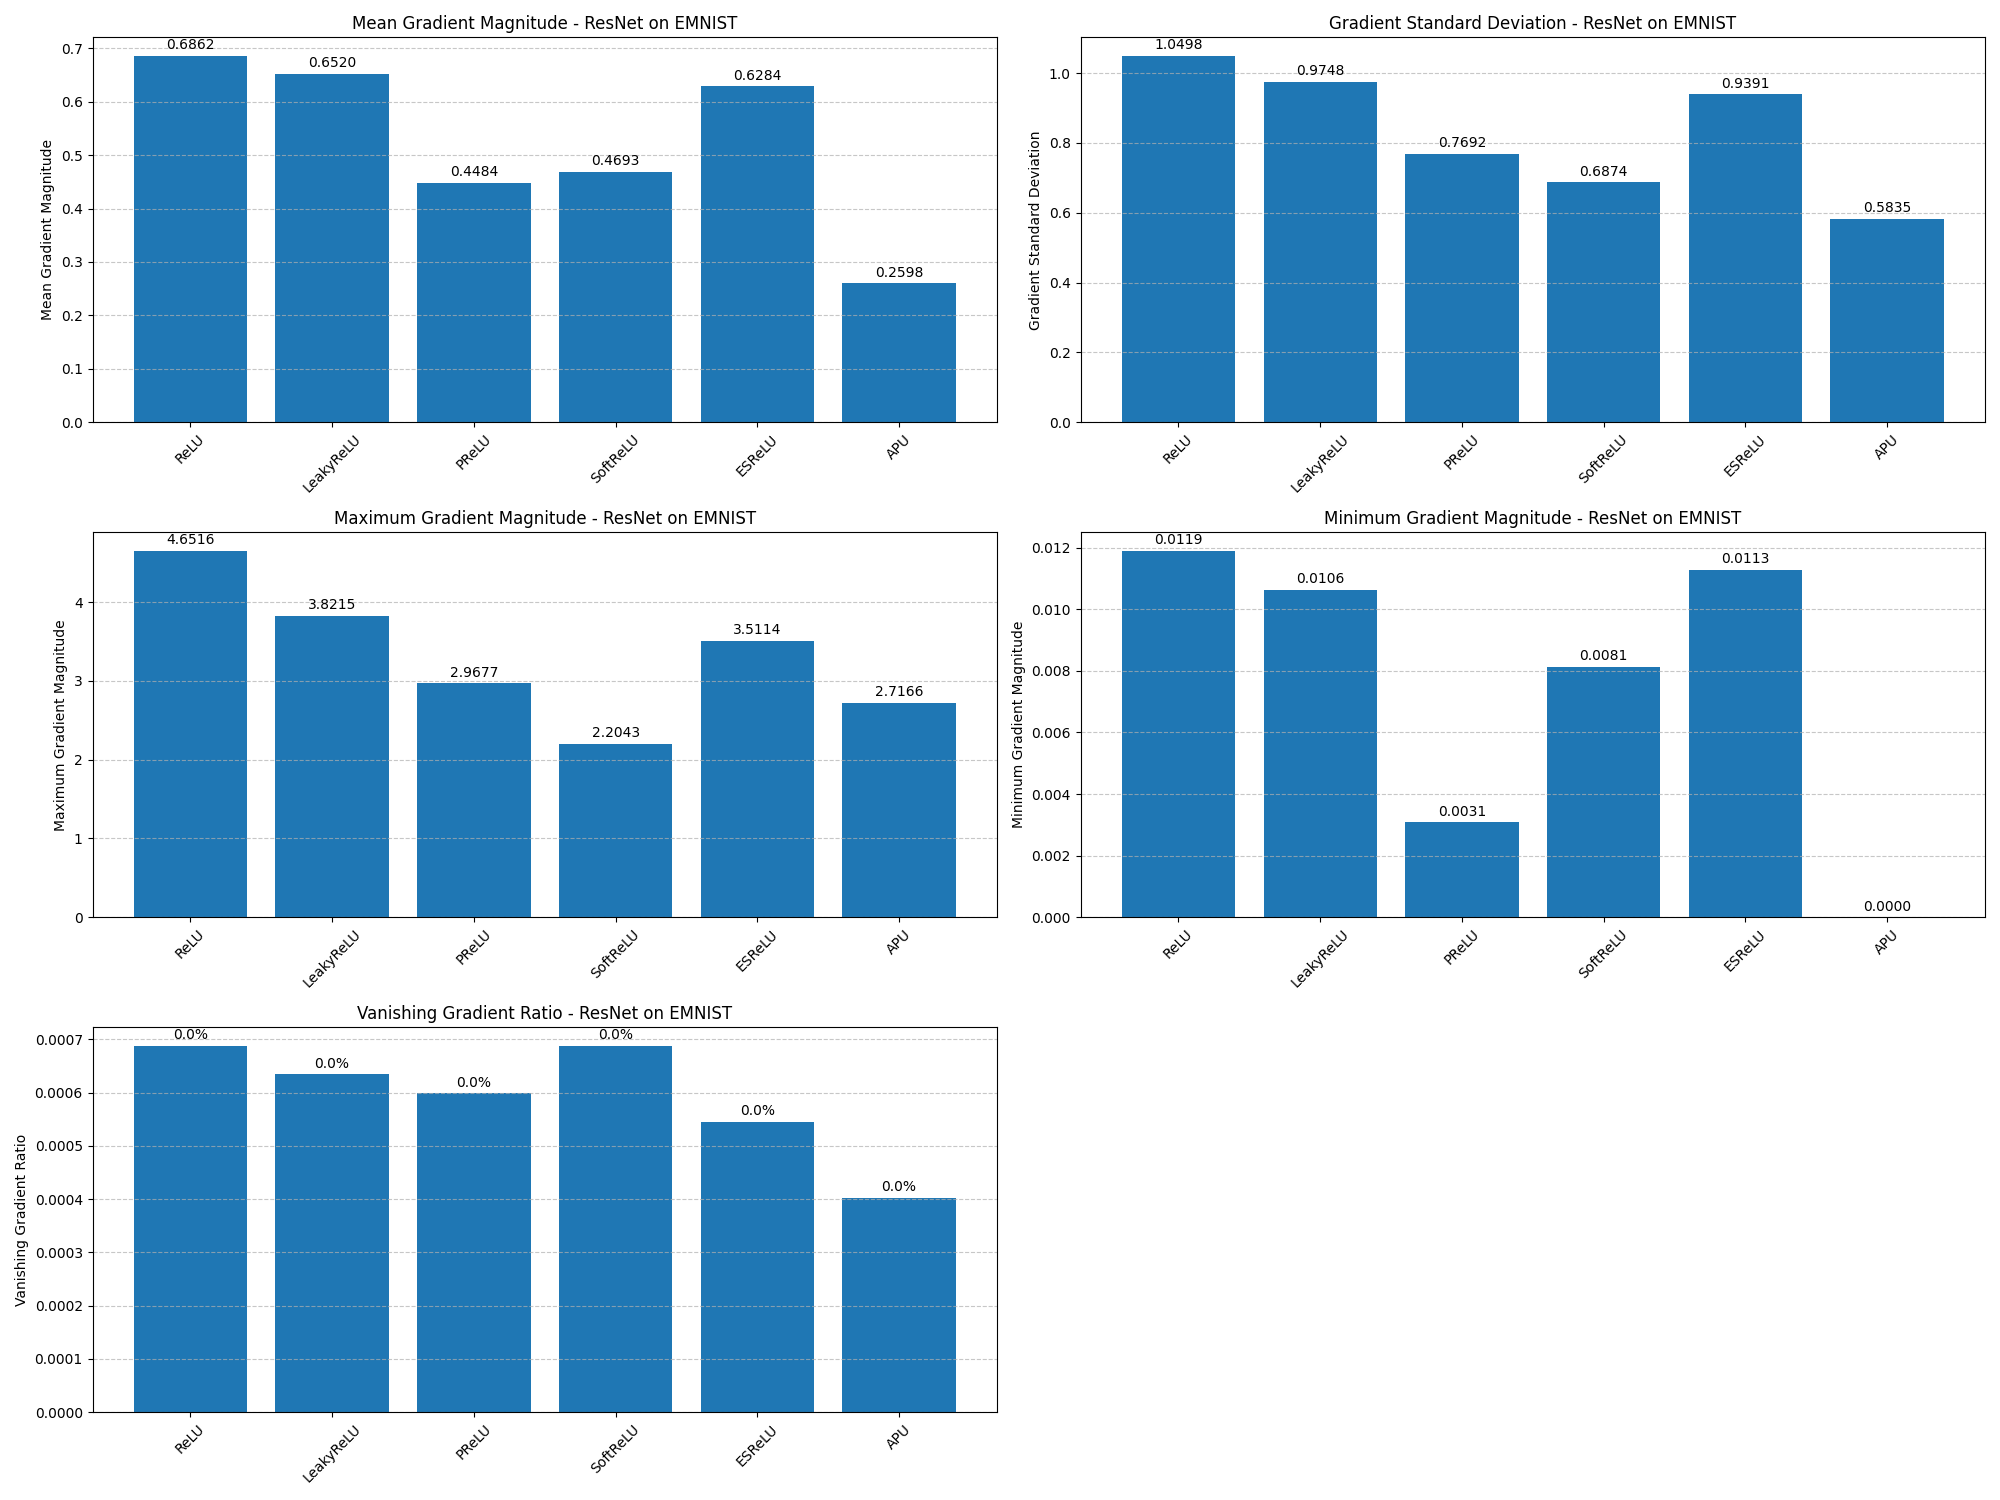 Mean Gradient Magnitude - ResNet on EMNIST
Mean Gradient Magnitude
0.7
0.6
0.5
0.4
0.3
0.2
0.1
0.0
0.6862
0.6520
0.4484
0.4693
0.6284
0.2598
ReLU
LeakyReLU
PReLU
SoftReLU
ESReLU
APU
Gradient Standard Deviation - ResNet on EMNIST
Gradient Standard Deviation
1.0
0.8
0.6
0.4
0.2
0.0
1.0498
0.9748
0.7692
0.6874
0.9391
0.5835
ReLU
LeakyReLU
PReLU
SoftReLU
ESReLU
APU
Maximum Gradient Magnitude - ResNet on EMNIST
Maximum Gradient Magnitude
4
3
2
1
0
4.6516
3.8215
2.9677
2.2043
3.5114
2.7166
ReLU
LeakyReLU
PReLU
SoftReLU
ESReLU
APU
Minimum Gradient Magnitude - ResNet on EMNIST
Minimum Gradient Magnitude
0.012
0.010
0.008
0.006
0.004
0.002
0.000
0.0119
0.0106
0.0031
0.0081
0.0113
0.0000
ReLU
LeakyReLU
PReLU
SoftReLU
ESReLU
APU
Vanishing Gradient Ratio - ResNet on EMNIST
Vanishing Gradient Ratio
0.0007
0.0006
0.0005
0.0004
0.0003
0.0002
0.0001
0.0000
0.0%
0.0%
0.0%
0.0%
0.0%
0.0%
ReLU
LeakyReLU
PReLU
SoftReLU
ESReLU
APU